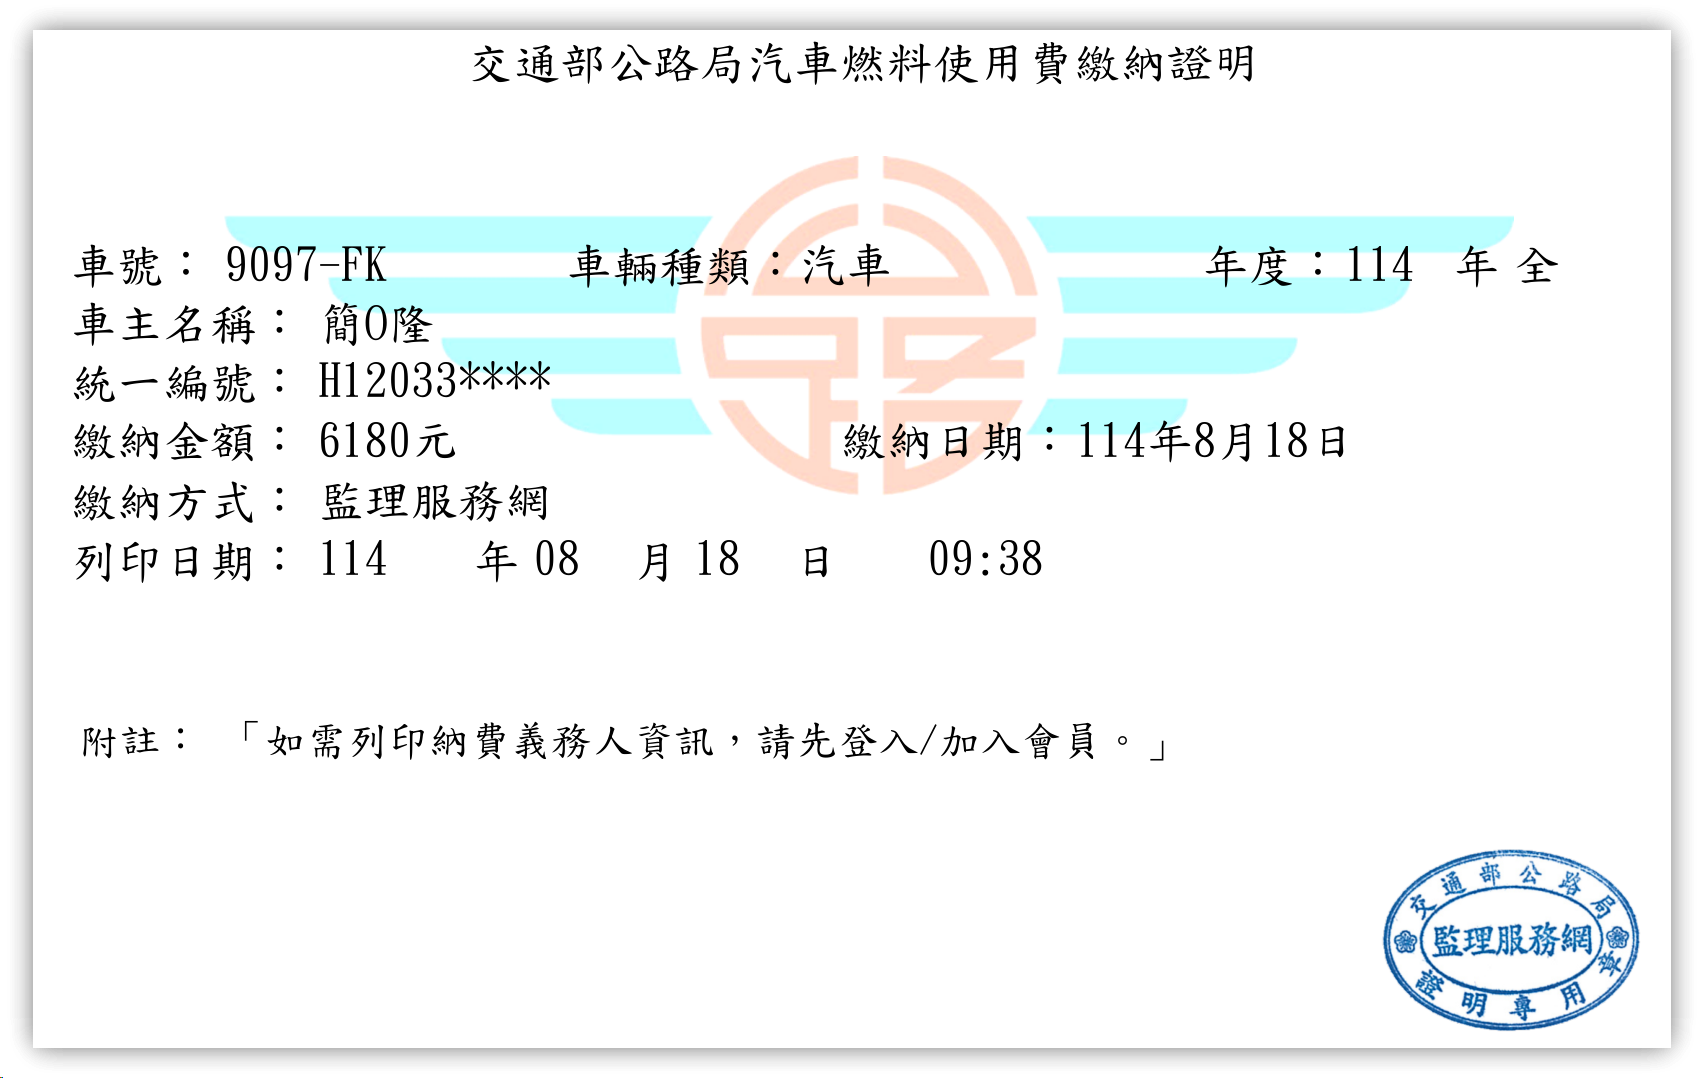 交通部公路局汽車燃料使用費繳納證明
車號： 9097-FK 車輛種類：汽車 年度：114 年 全
車主名稱： 簡O隆
統一編號： H12033****
繳納金額： 6180元 繳納日期：114年8月18日
繳納方式： 監理服務網
列印日期： 114 年 08 月 18 日 09:38
附註： 「如需列印納費義務人資訊，請先登入/加入會員。」
交通部公路局
監理服務網
證明專用章